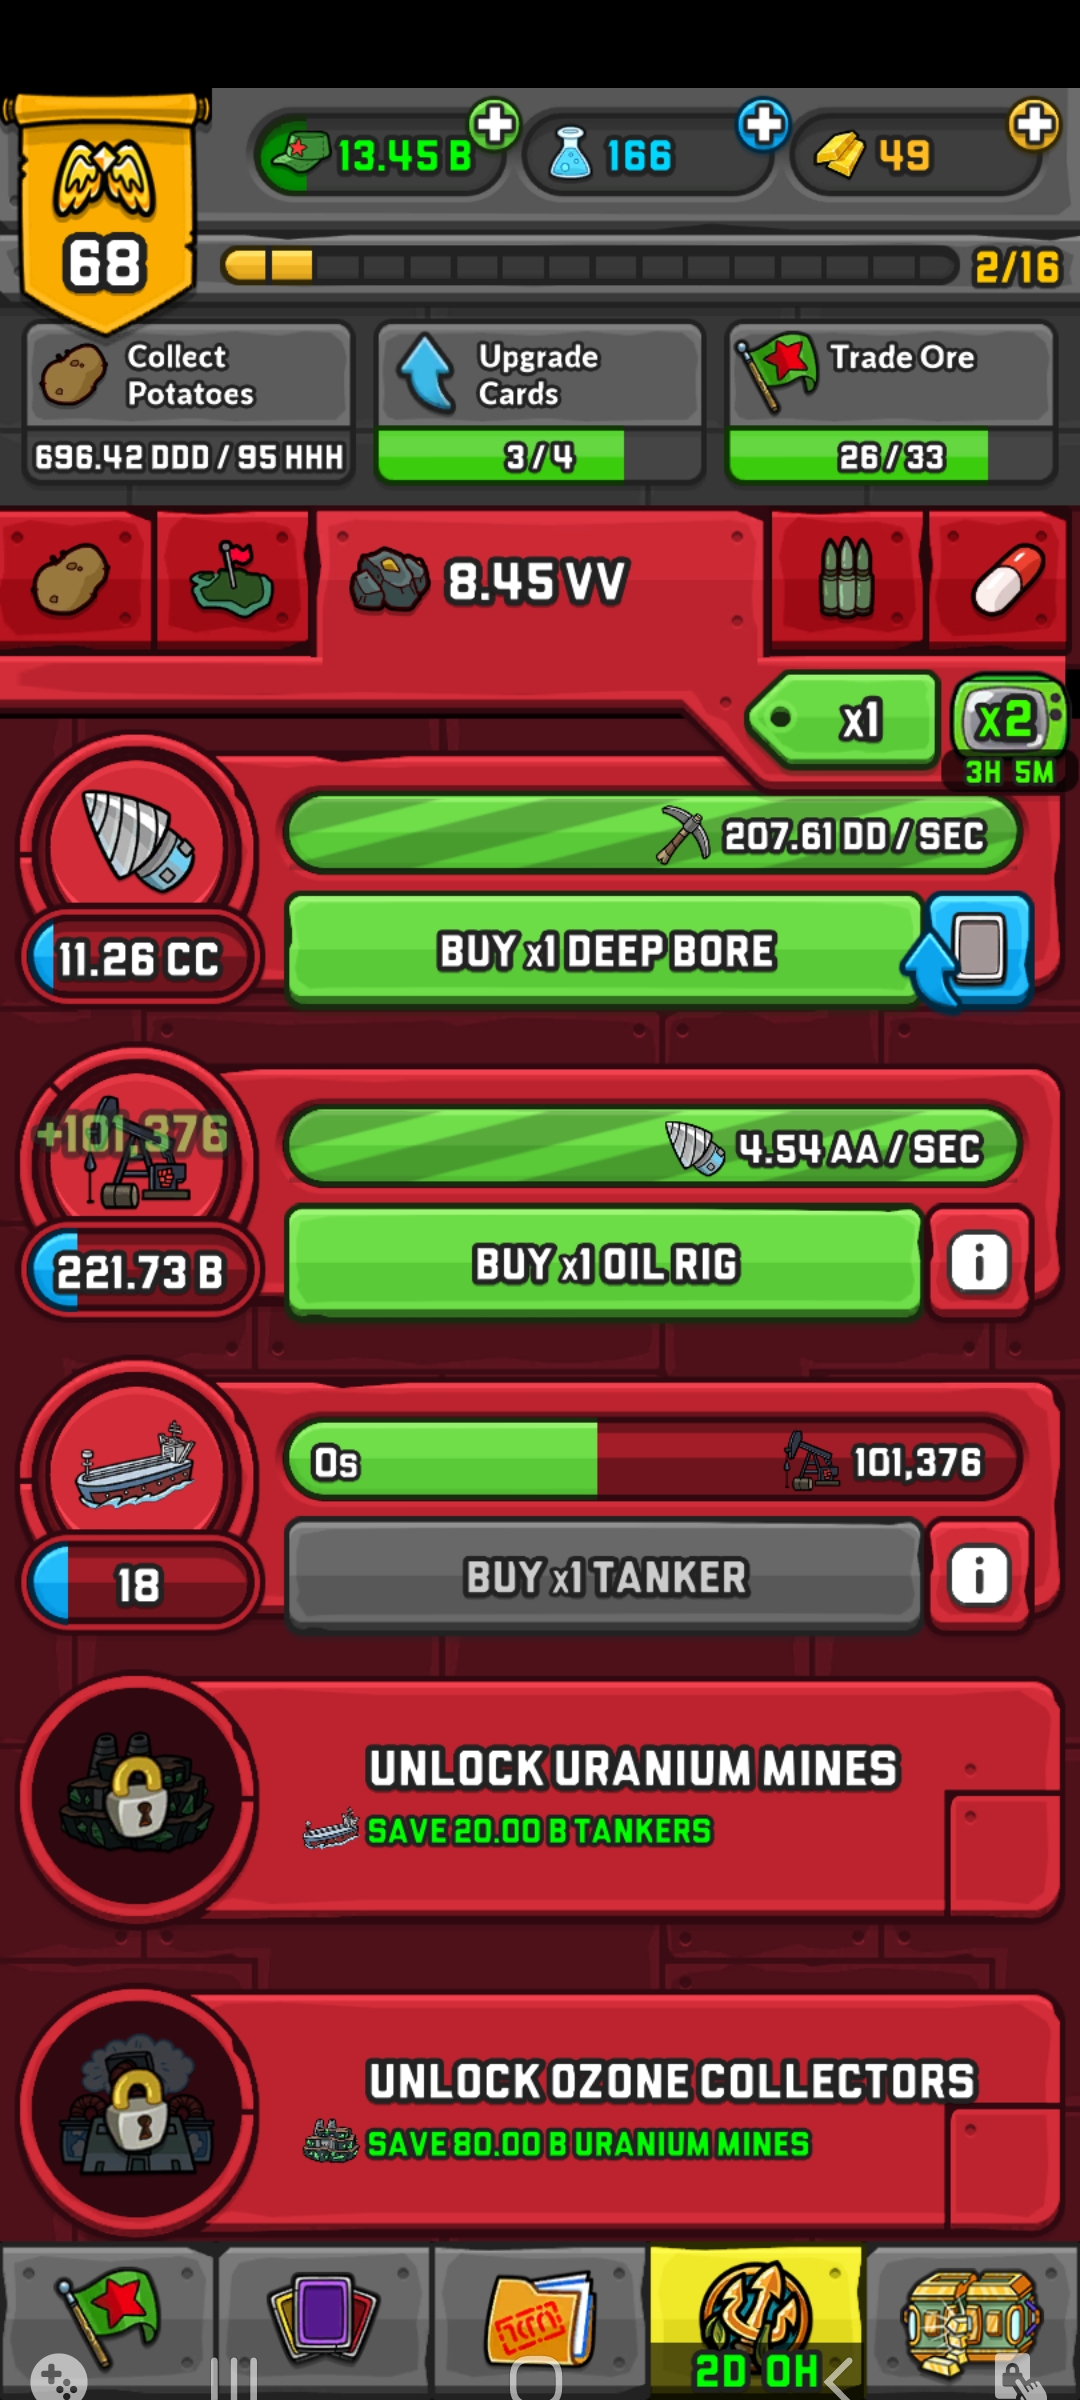 13.45 B
166
49
68
2/16
Collect
Potatoes
Upgrade
Cards
Trade Ore
696.42 DDD / 95 HHH
3/4
26/33
8.45 VV
x1
x2
3H 5M
207.61 DD / SEC
11.26 CC
BUY x1 DEEP BORE
+101,376
4.54 AA / SEC
221.73 B
BUY x1 OIL RIG
i
0s
101,376
18
BUY x1 TANKER
i
UNLOCK URANIUM MINES
SAVE 20.00 B TANKERS
UNLOCK OZONE COLLECTORS
SAVE 80.00 B URANIUM MINES
2D 0H